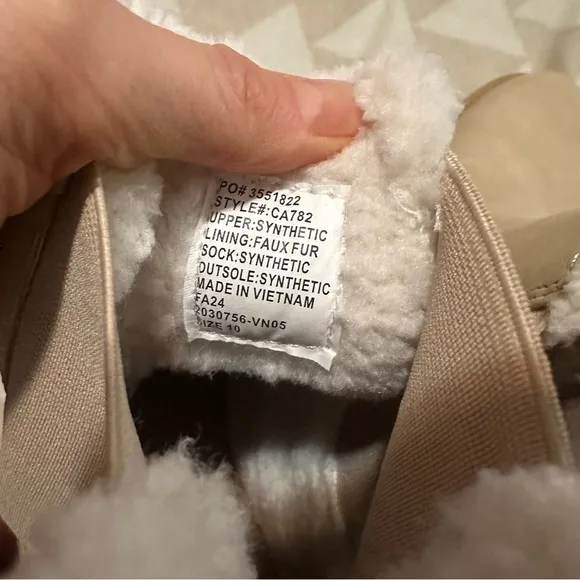 PO# 3551822
STYLE#:CA782
UPPER:SYNTHETIC
LINING:FAUX FUR
SOCK:SYNTHETIC
OUTSOLE:SYNTHETIC
MADE IN VIETNAM
FA24
2030756-VN05
SIZE 10